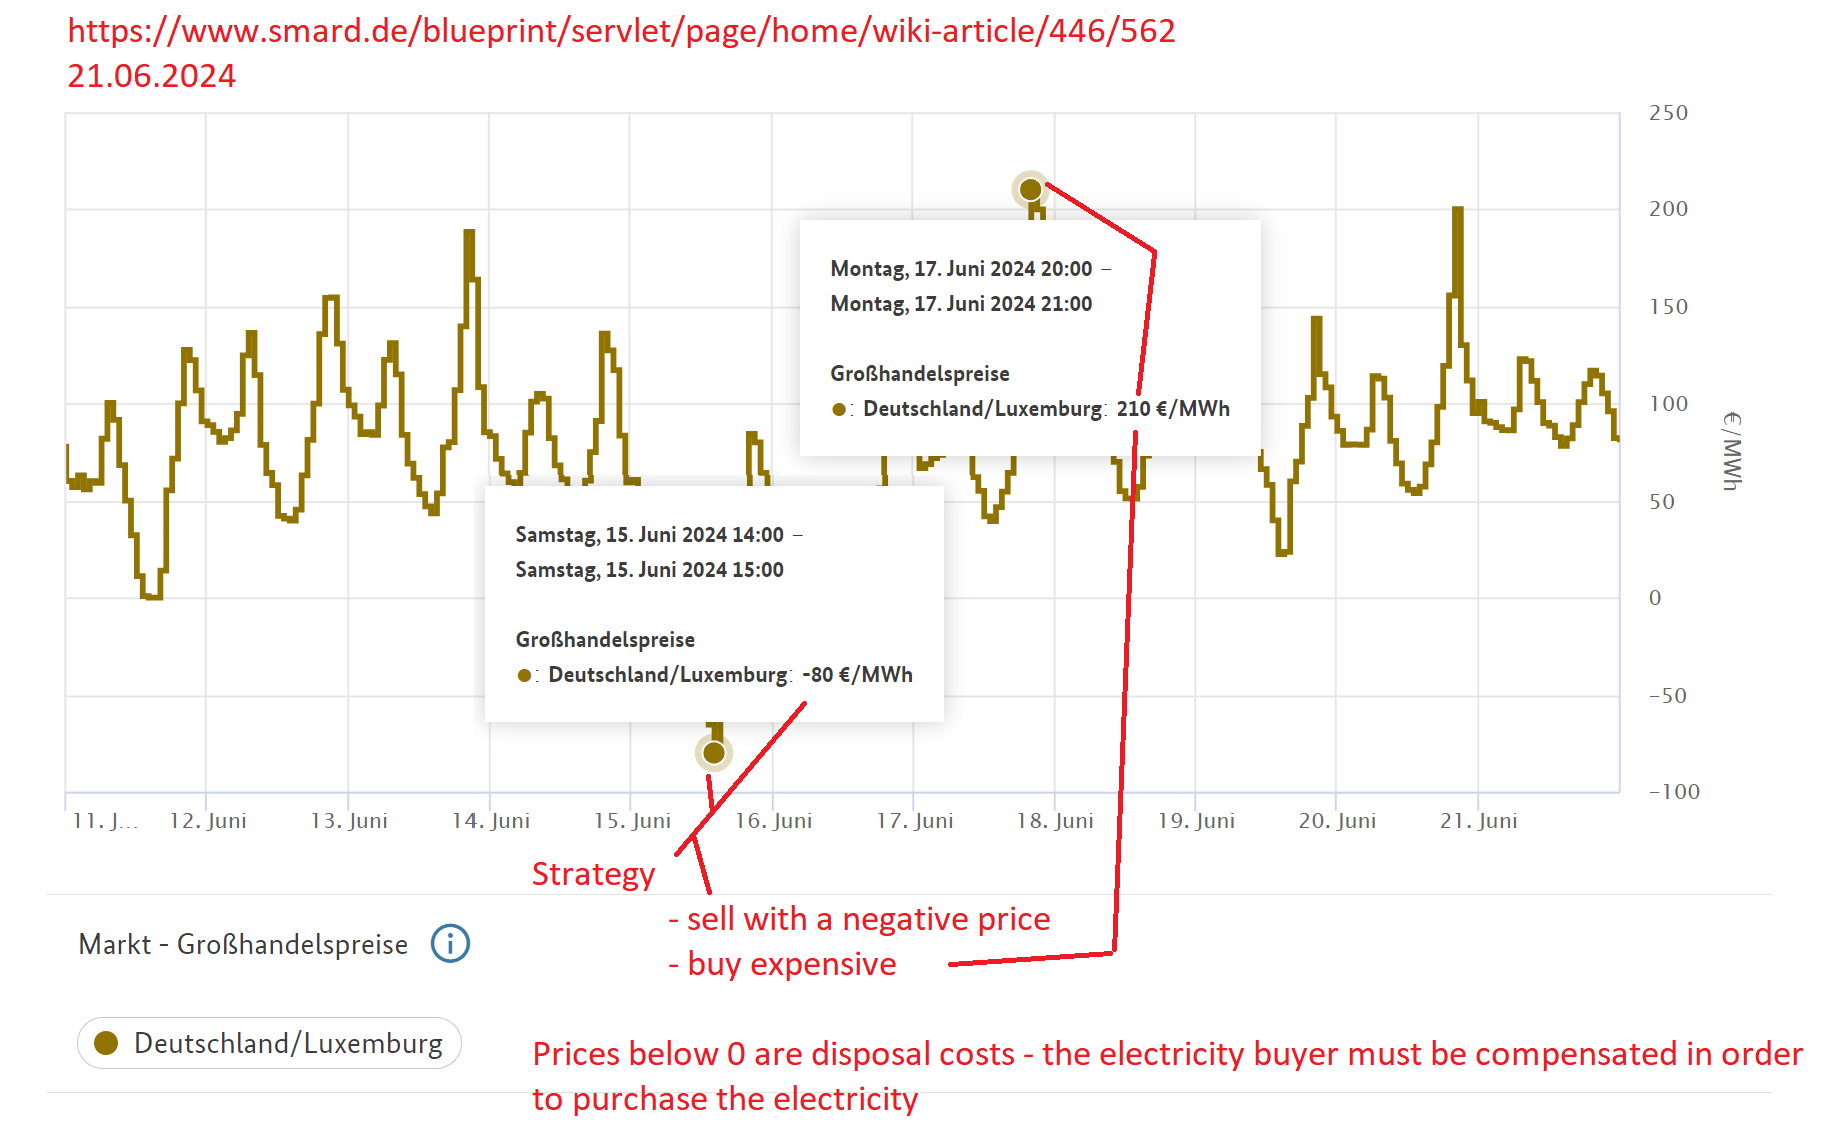 https://www.smard.de/blueprint/servlet/page/home/wiki-article/446/562
21.06.2024
250
200
150
100
50
0
−50
−100
€/MWh
Montag, 17. Juni 2024 20:00 –
Montag, 17. Juni 2024 21:00
Großhandelspreise
: Deutschland/Luxemburg: 210 €/MWh
Samstag, 15. Juni 2024 14:00 –
Samstag, 15. Juni 2024 15:00
Großhandelspreise
: Deutschland/Luxemburg: -80 €/MWh
11. J... 12. Juni 13. Juni 14. Juni 15. Juni 16. Juni 17. Juni 18. Juni 19. Juni 20. Juni 21. Juni
Strategy
- sell with a negative price
- buy expensive
Markt - Großhandelspreise i
Deutschland/Luxemburg
Prices below 0 are disposal costs - the electricity buyer must be compensated in order
to purchase the electricity